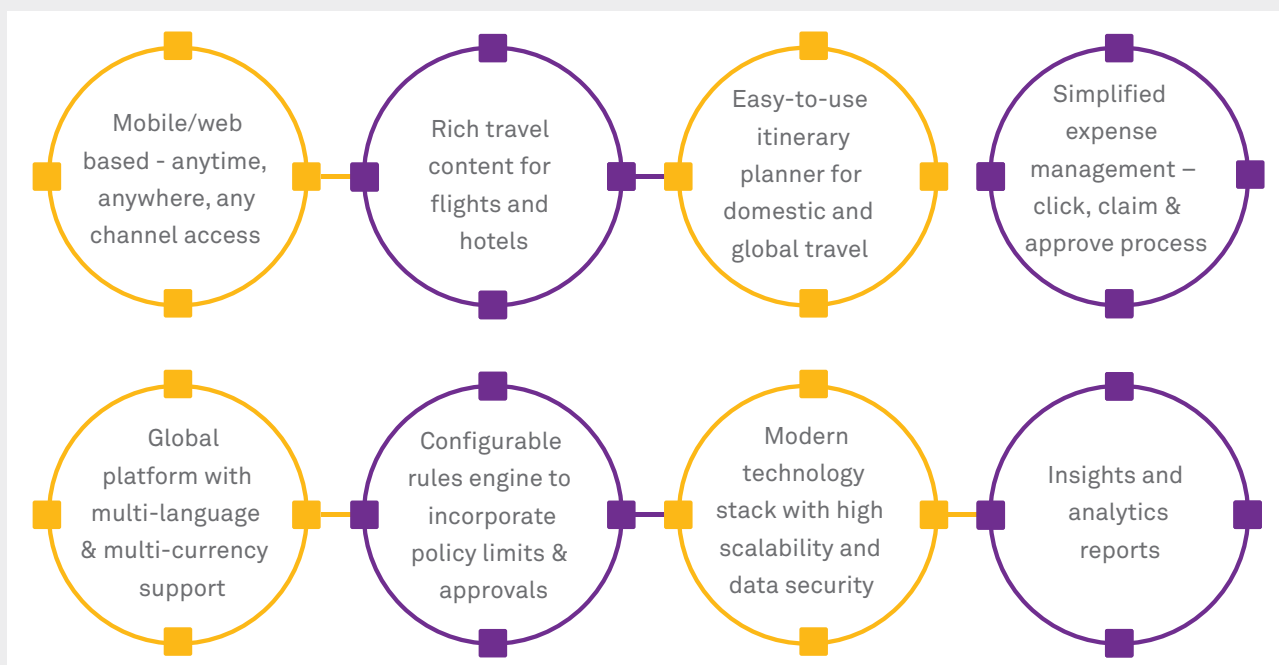 Mobile/web
based - anytime,
anywhere, any
channel access
Rich travel
content for
flights and
hotels
Easy-to-use
itinerary
planner for
domestic and
global travel
Simplified
expense
management –
click, claim &
approve process
Global
platform with
multi-language
& multi-currency
support
Configurable
rules engine to
incorporate
policy limits &
approvals
Modern
technology
stack with high
scalability and
data security
Insights and
analytics
reports